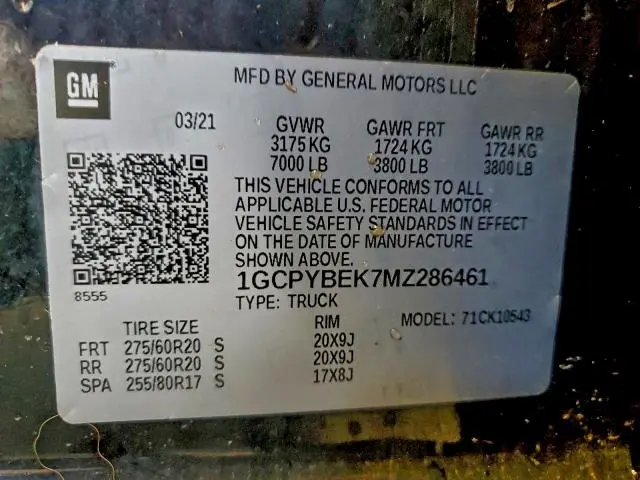 GM
MFD BY GENERAL MOTORS LLC
03/21 GVWR GAWR FRT GAWR RR
3175 KG 1724 KG 1724 KG
7000 LB 3800 LB 3800 LB
THIS VEHICLE CONFORMS TO ALL
APPLICABLE U.S. FEDERAL MOTOR
VEHICLE SAFETY STANDARDS IN EFFECT
ON THE DATE OF MANUFACTURE
SHOWN ABOVE.
1GCPYBEK7MZ286461
8555
TYPE: TRUCK
TIRE SIZE RIM MODEL: 71CK10543
FRT 275/60R20 S 20X9J
RR 275/60R20 S 20X9J
SPA 255/80R17 S 17X8J